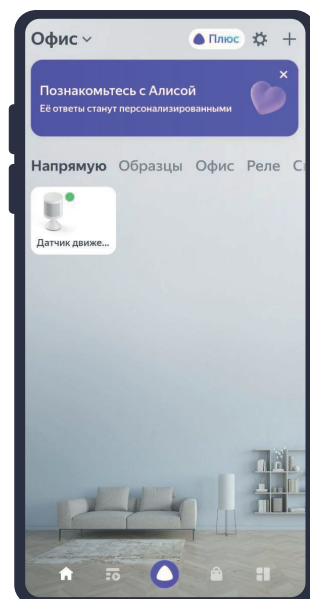 Офис
Плюс
Познакомьтесь с Алисой
Её ответы станут персонализированными
Напрямую Образцы Офис Реле С
Датчик движе...